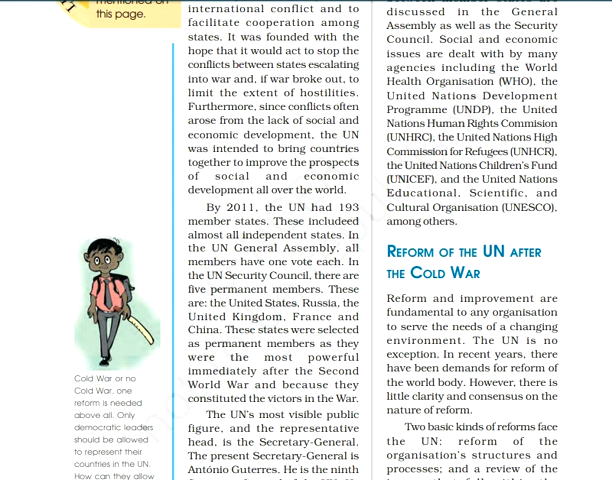 mentioned on
this page.
Cold War or no
Cold War, one
reform is needed
above all. Only
democratic leaders
should be allowed
to represent their
countries in the UN.
How can they allow
international conflict and to
facilitate cooperation among
states. It was founded with the
hope that it would act to stop the
conflicts between states escalating
into war and, if war broke out, to
limit the extent of hostilities.
Furthermore, since conflicts often
arose from the lack of social and
economic development, the UN
was intended to bring countries
together to improve the prospects
of social and economic
development all over the world.
By 2011, the UN had 193
member states. These includeed
almost all independent states. In
the UN General Assembly, all
members have one vote each. In
the UN Security Council, there are
five permanent members. These
are: the United States, Russia, the
United Kingdom, France and
China. These states were selected
as permanent members as they
were the most powerful
immediately after the Second
World War and because they
constituted the victors in the War.
The UN's most visible public
figure, and the representative
head, is the Secretary-General.
The present Secretary-General is
António Guterres. He is the ninth
discussed in the General
Assembly as well as the Security
Council. Social and economic
issues are dealt with by many
agencies including the World
Health Organisation (WHO), the
United Nations Development
Programme (UNDP), the United
Nations Human Rights Commision
(UNHRC), the United Nations High
Commission for Refugees (UNHCR),
the United Nations Children's Fund
(UNICEF), and the United Nations
Educational, Scientific, and
Cultural Organisation (UNESCO),
among others.
REFORM OF THE UN AFTER
THE COLD WAR
Reform and improvement are
fundamental to any organisation
to serve the needs of a changing
environment. The UN is no
exception. In recent years, there
have been demands for reform of
the world body. However, there is
little clarity and consensus on the
nature of reform.
Two basic kinds of reforms face
the UN: reform of the
organisation's structures and
processes; and a review of the